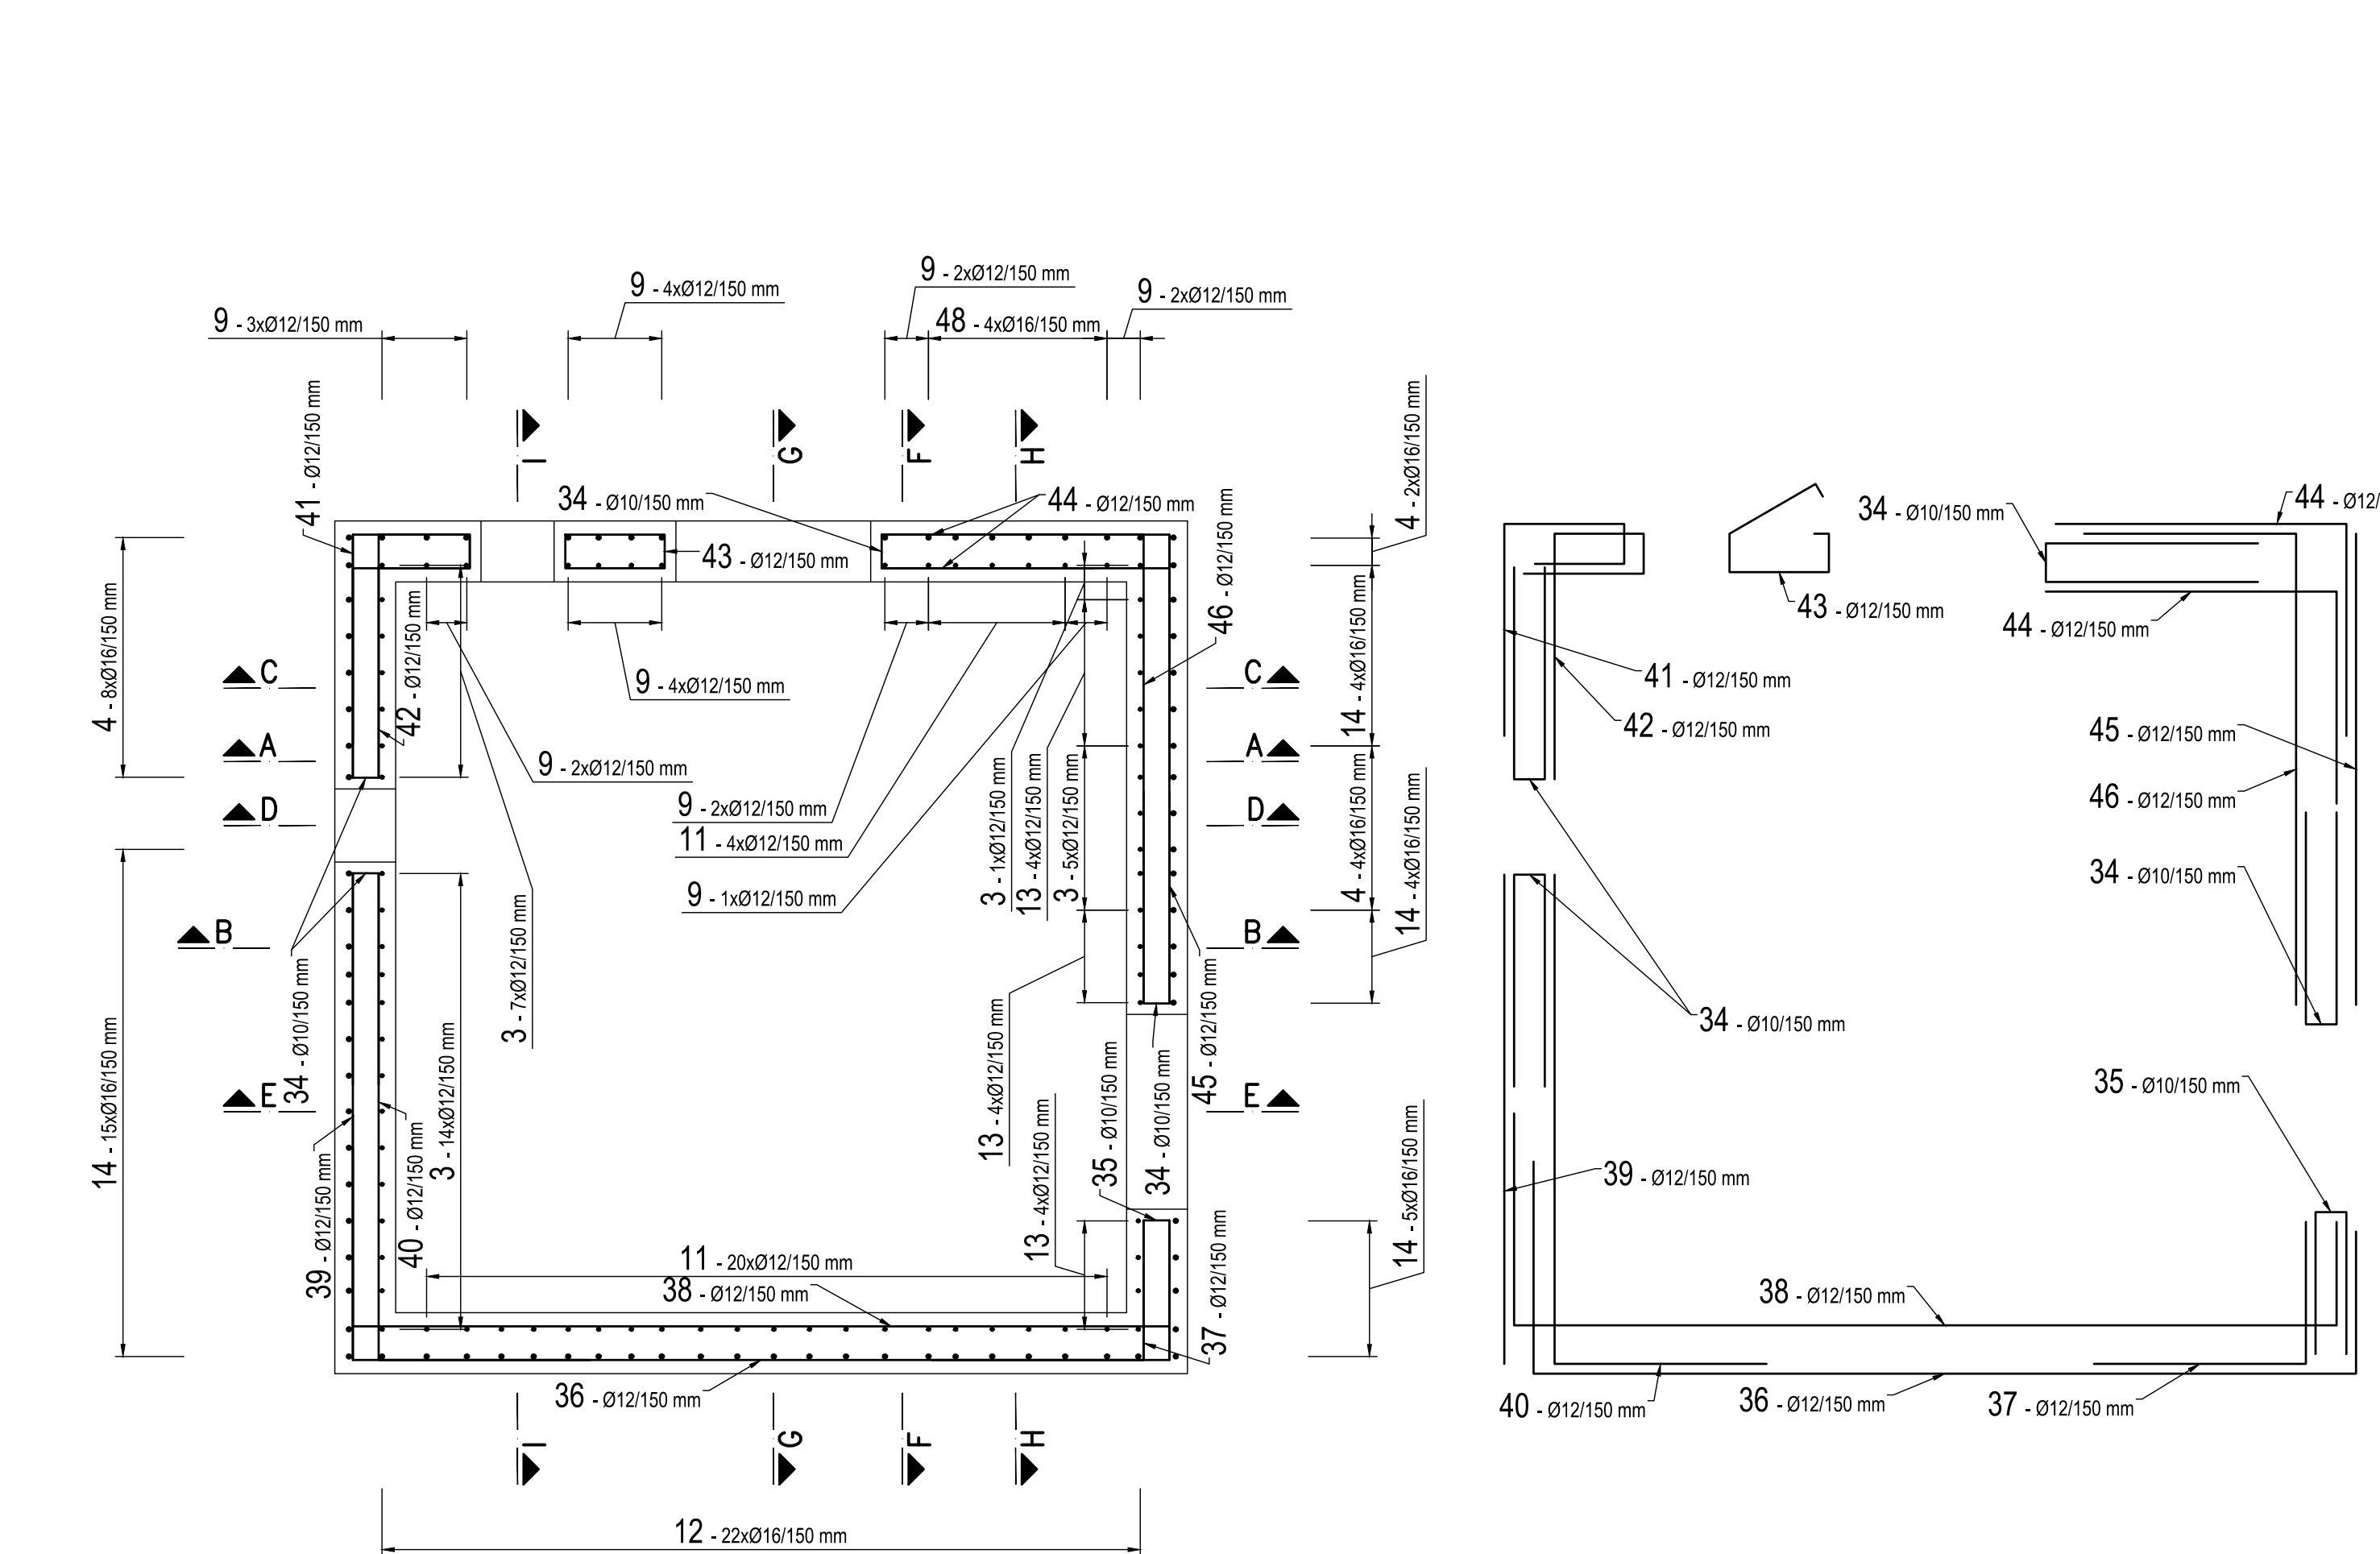 9 - 4xØ12/150 mm
9 - 2xØ12/150 mm
9 - 2xØ12/150 mm
9 - 3xØ12/150 mm
48 - 4xØ16/150 mm
41 - Ø12/150 mm
I
G
F
H
4 - 2xØ16/150 mm
34 - Ø10/150 mm
44 - Ø12/150 mm
46 - Ø12/150 mm
43 - Ø12/150 mm
4 - 8xØ16/150 mm
42 - Ø12/150 mm
14 - 4xØ16/150 mm
C
9 - 4xØ12/150 mm
C
A
A
9 - 2xØ12/150 mm
D
9 - 2xØ12/150 mm
D
11 - 4xØ12/150 mm
9 - 1xØ12/150 mm
3 - 1xØ12/150 mm
13 - 4xØ12/150 mm
3 - 5xØ12/150 mm
4 - 4xØ16/150 mm
14 - 4xØ16/150 mm
B
B
3 - 7xØ12/150 mm
34 - Ø10/150 mm
14 - 15xØ16/150 mm
E
3 - 14xØ12/150 mm
13 - 4xØ12/150 mm
45 - Ø12/150 mm
E
39 - Ø12/150 mm
40 - Ø12/150 mm
13 - 4xØ12/150 mm
35 - Ø10/150 mm
34 - Ø10/150 mm
14 - 5xØ16/150 mm
11 - 20xØ12/150 mm
38 - Ø12/150 mm
37 - Ø12/150 mm
36 - Ø12/150 mm
I
G
F
H
12 - 22xØ16/150 mm
34 - Ø10/150 mm
44 - Ø12/
43 - Ø12/150 mm
44 - Ø12/150 mm
41 - Ø12/150 mm
42 - Ø12/150 mm
45 - Ø12/150 mm
46 - Ø12/150 mm
34 - Ø10/150 mm
34 - Ø10/150 mm
35 - Ø10/150 mm
39 - Ø12/150 mm
38 - Ø12/150 mm
40 - Ø12/150 mm
36 - Ø12/150 mm
37 - Ø12/150 mm